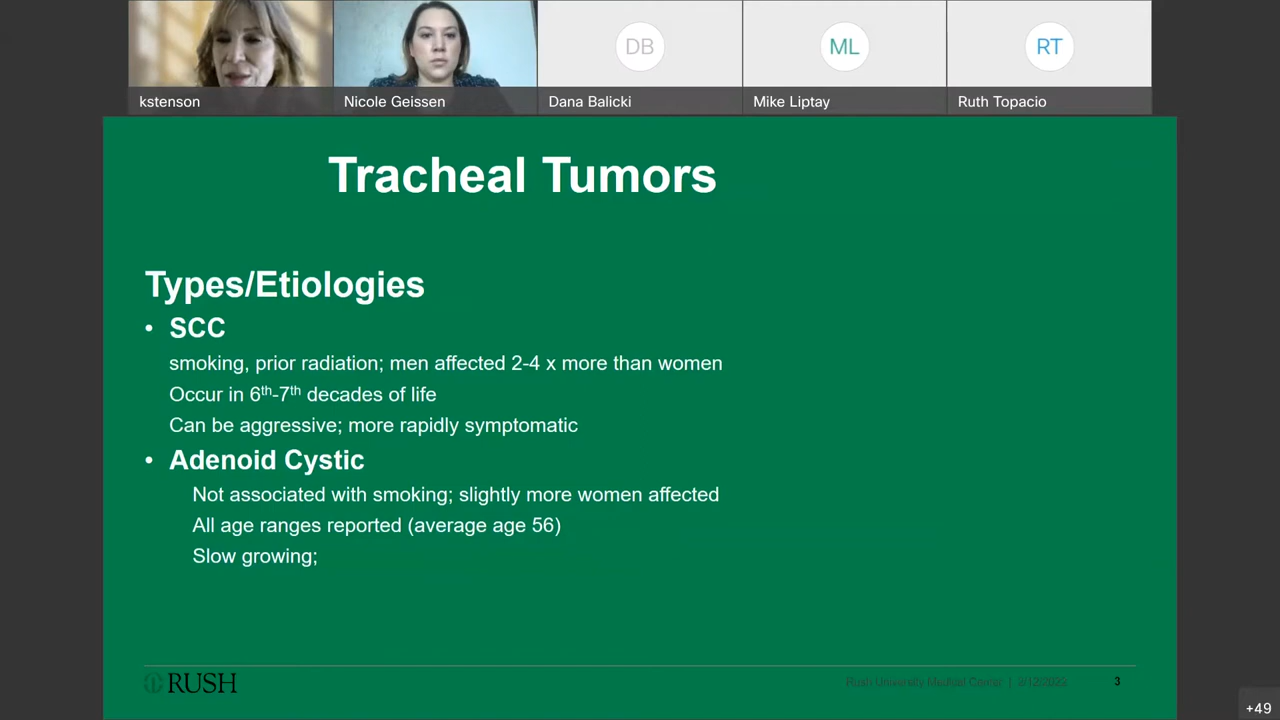 DB
ML
RT
kstenson
Nicole Geissen
Dana Balicki
Mike Liptay
Ruth Topacio
Tracheal Tumors
Types/Etiologies
• SCC
smoking, prior radiation; men affected 2-4 x more than women
Occur in 6th-7th decades of life
Can be aggressive; more rapidly symptomatic
• Adenoid Cystic
Not associated with smoking; slightly more women affected
All age ranges reported (average age 56)
Slow growing;
RUSH
Rush University Medical Center |
3
+49